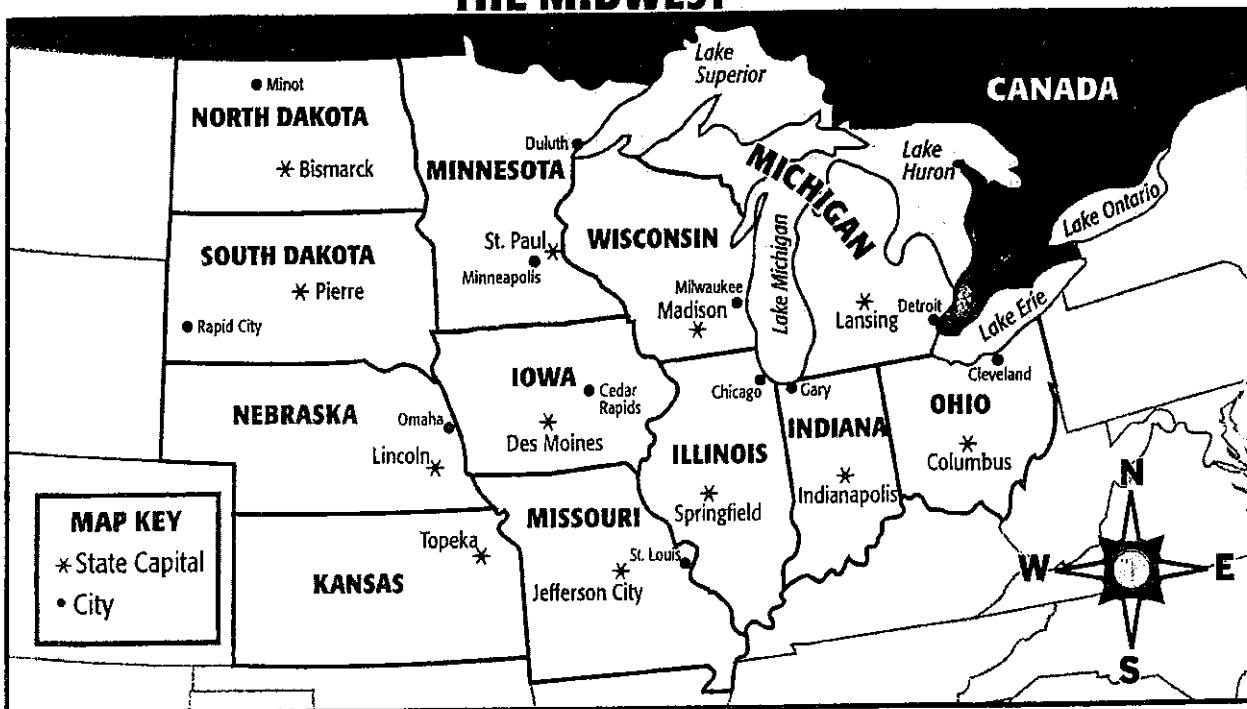 THE MIDWEST
CANADA
Lake
Superior
Lake
Huron
Lake Ontario
Lake Erie
Lake Michigan
MICHIGAN
Minot
NORTH DAKOTA
Bismarck
Duluth
MINNESOTA
St. Paul
Minneapolis
WISCONSIN
Milwaukee
Madison
Lansing
Detroit
SOUTH DAKOTA
Pierre
Rapid City
IOWA
Cedar
Rapids
Des Moines
Chicago
Gary
Cleveland
NEBRASKA
Omaha
Lincoln
ILLINOIS
Springfield
INDIANA
Indianapolis
OHIO
Columbus
KANSAS
Topeka
MISSOURI
St. Louis
Jefferson City
MAP KEY
State Capital
City
N
W
E
S